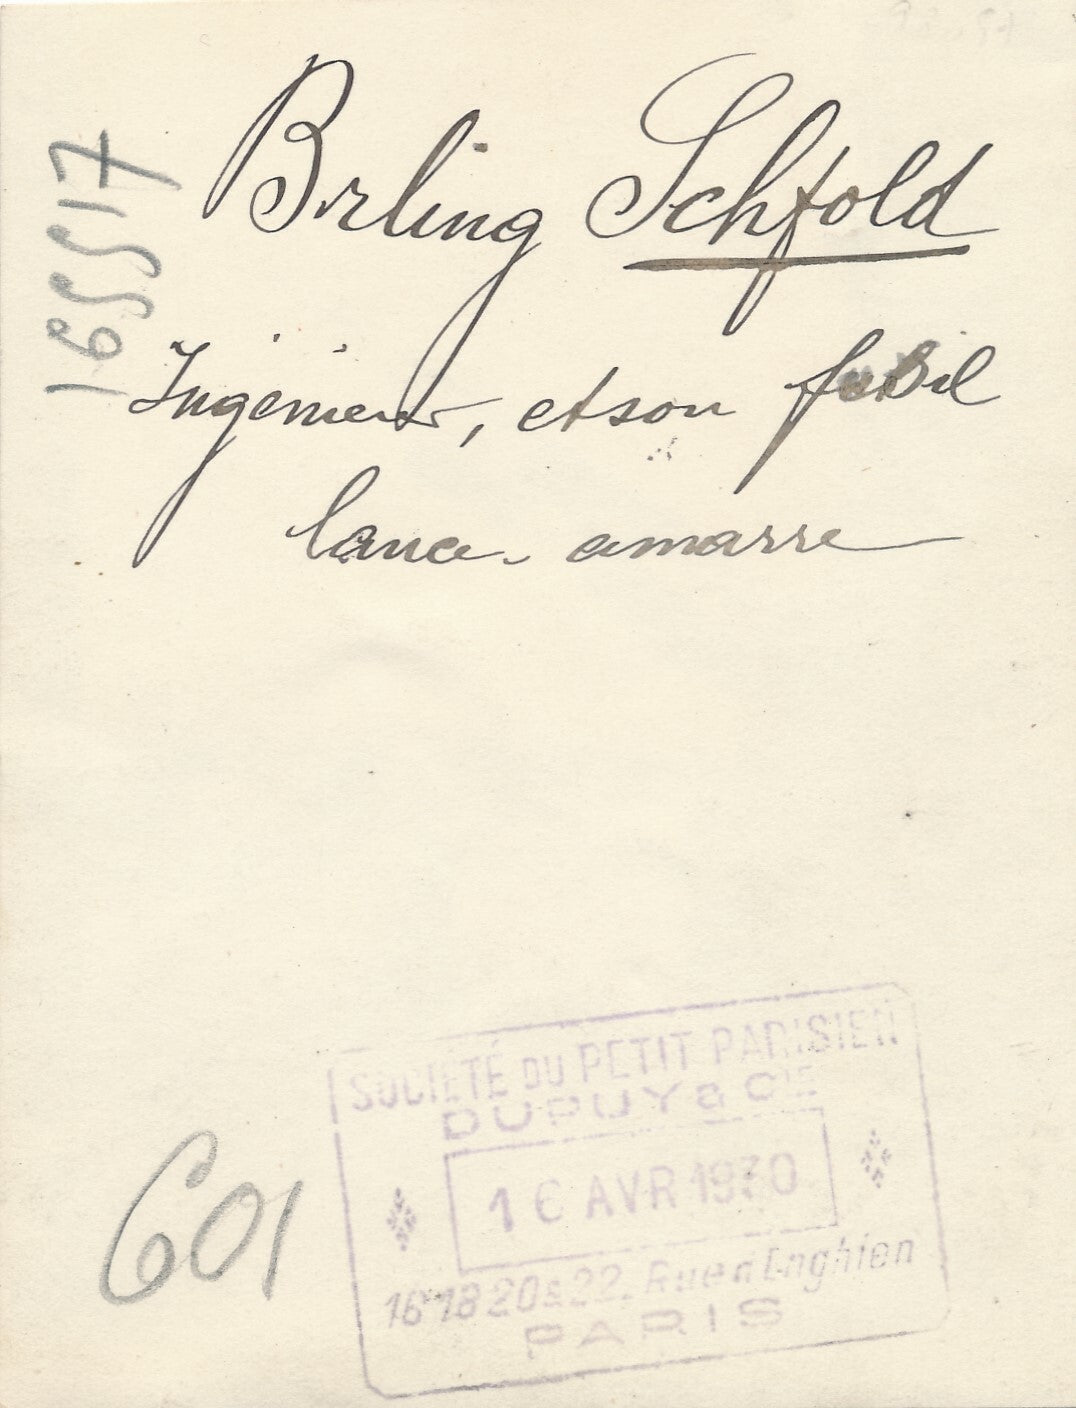 Brling Schfold
Ingénieur, et son fusil
lance-amarre
165517
SOCIÉTÉ DU PETIT PARISIEN
DUPUY & CIE
16 AVR 1930
16 18 20 & 22. Rue d'Enghien
PARIS
601